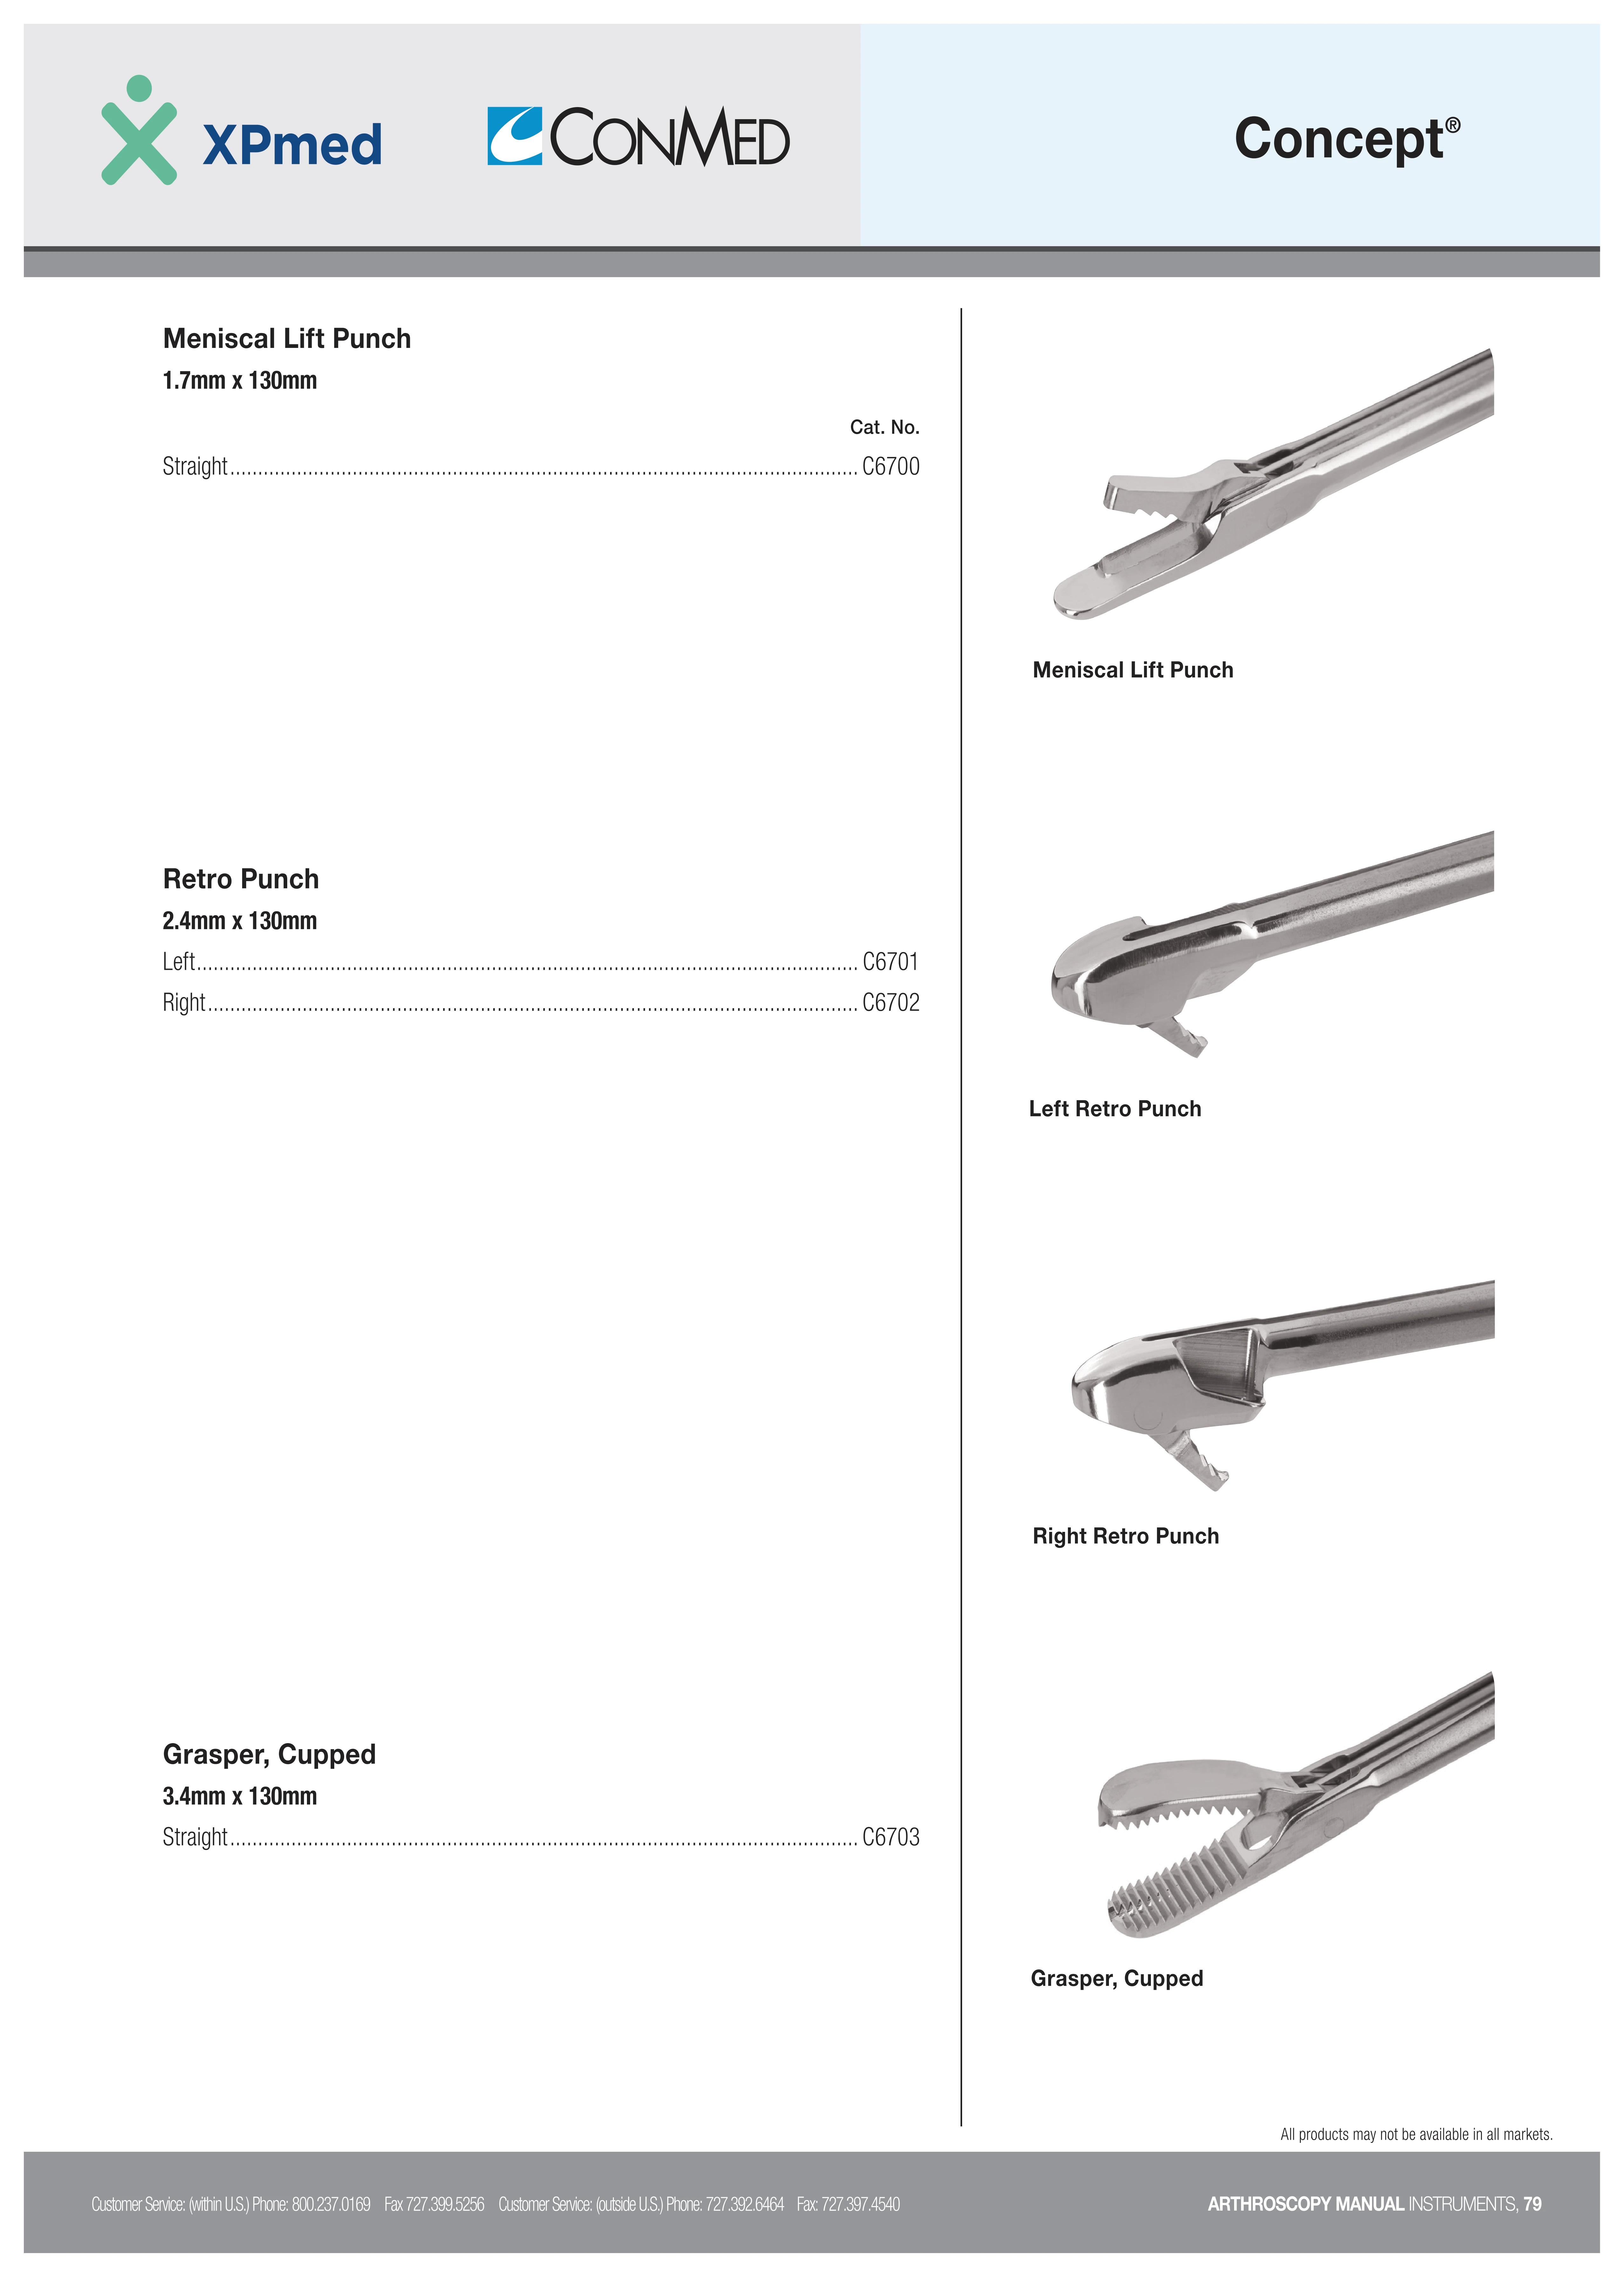 XPmed
CONMED
Concept®
Meniscal Lift Punch
1.7mm x 130mm
Cat. No.
Straight.................................................................................................................. C6700
Meniscal Lift Punch
Retro Punch
2.4mm x 130mm
Left........................................................................................................................ C6701
Right...................................................................................................................... C6702
Left Retro Punch
Right Retro Punch
Grasper, Cupped
3.4mm x 130mm
Straight.................................................................................................................. C6703
Grasper, Cupped
All products may not be available in all markets.
Customer Service: (within U.S.) Phone: 800.237.0169 Fax 727.399.5256 Customer Service: (outside U.S.) Phone: 727.392.6464 Fax: 727.397.4540
ARTHROSCOPY MANUAL INSTRUMENTS, 79